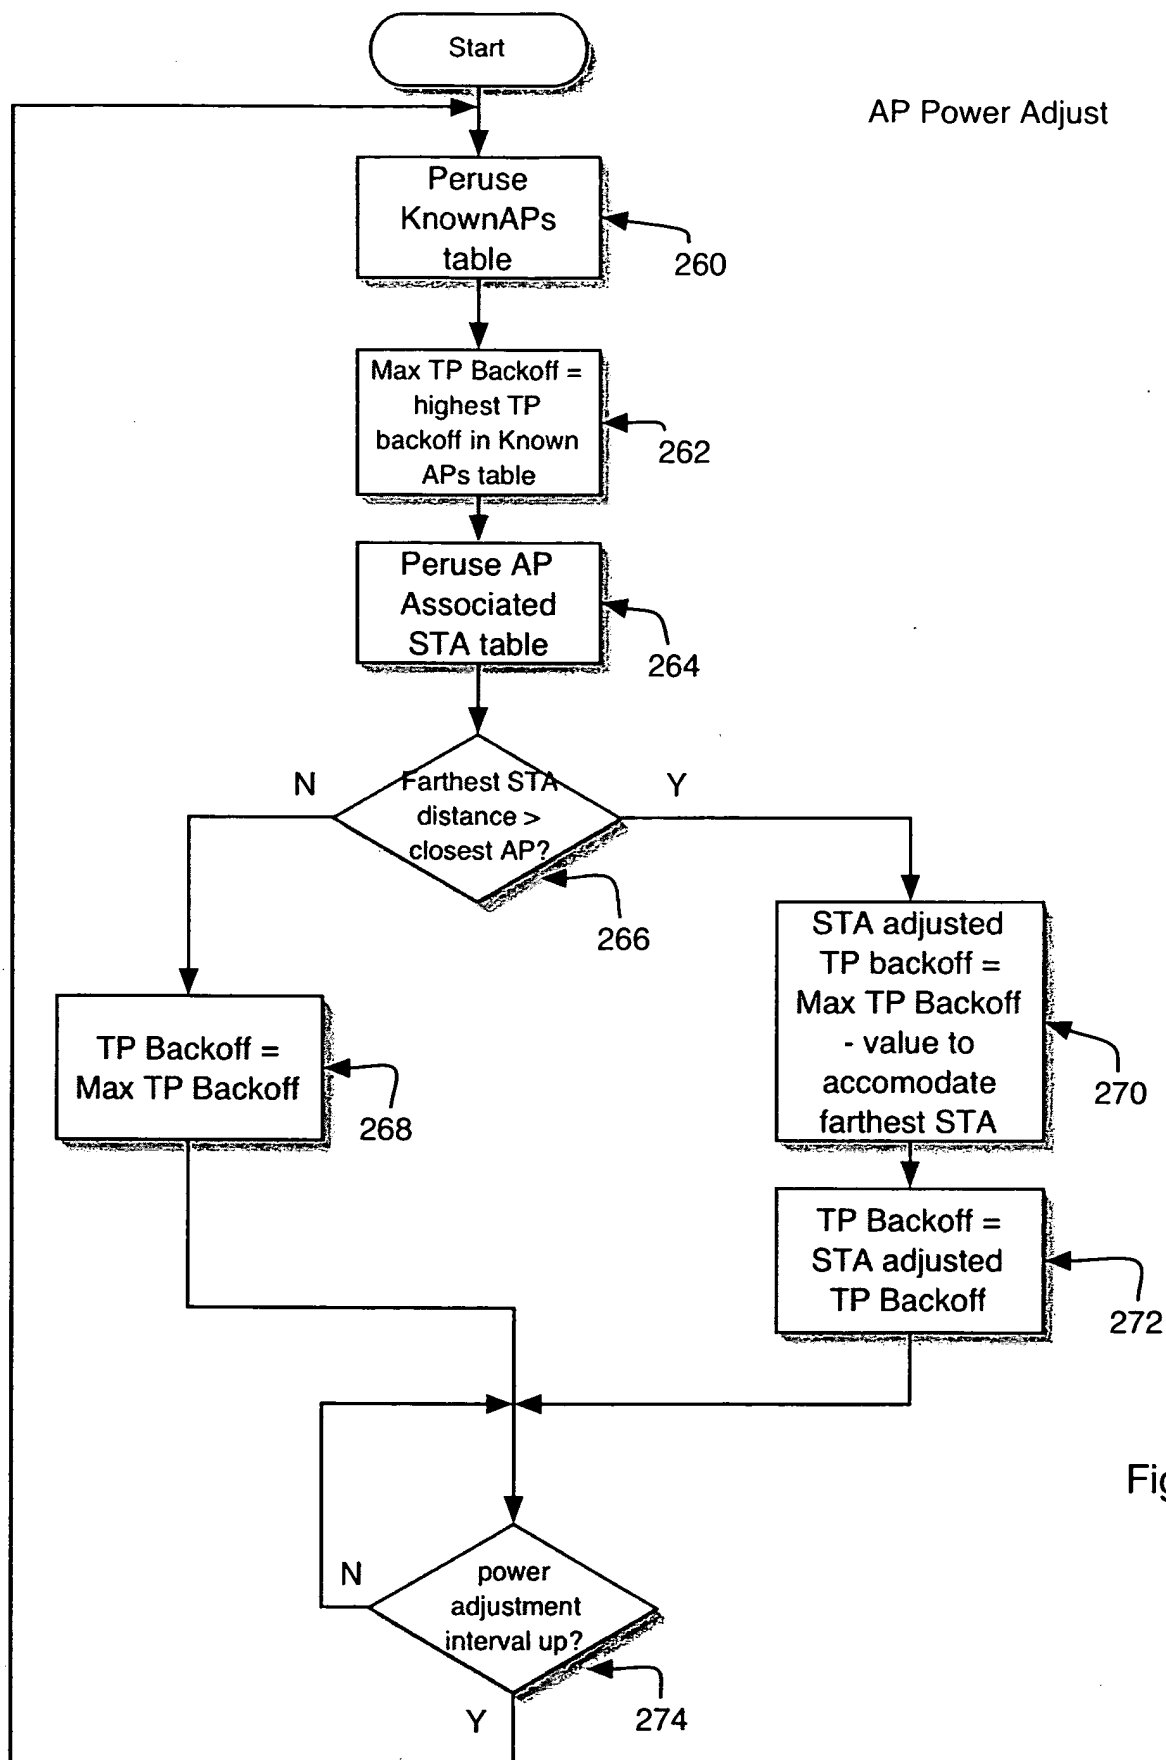 Start
AP Power Adjust
Peruse
KnownAPs
table
260
Max TP Backoff =
highest TP
backoff in Known
APs table
262
Peruse AP
Associated
STA table
264
N
Farthest STA
distance >
closest AP?
Y
266
STA adjusted
TP backoff =
Max TP Backoff
- value to
accomodate
farthest STA
270
TP Backoff =
Max TP Backoff
268
TP Backoff =
STA adjusted
TP Backoff
272
N
power
adjustment
interval up?
Y
274